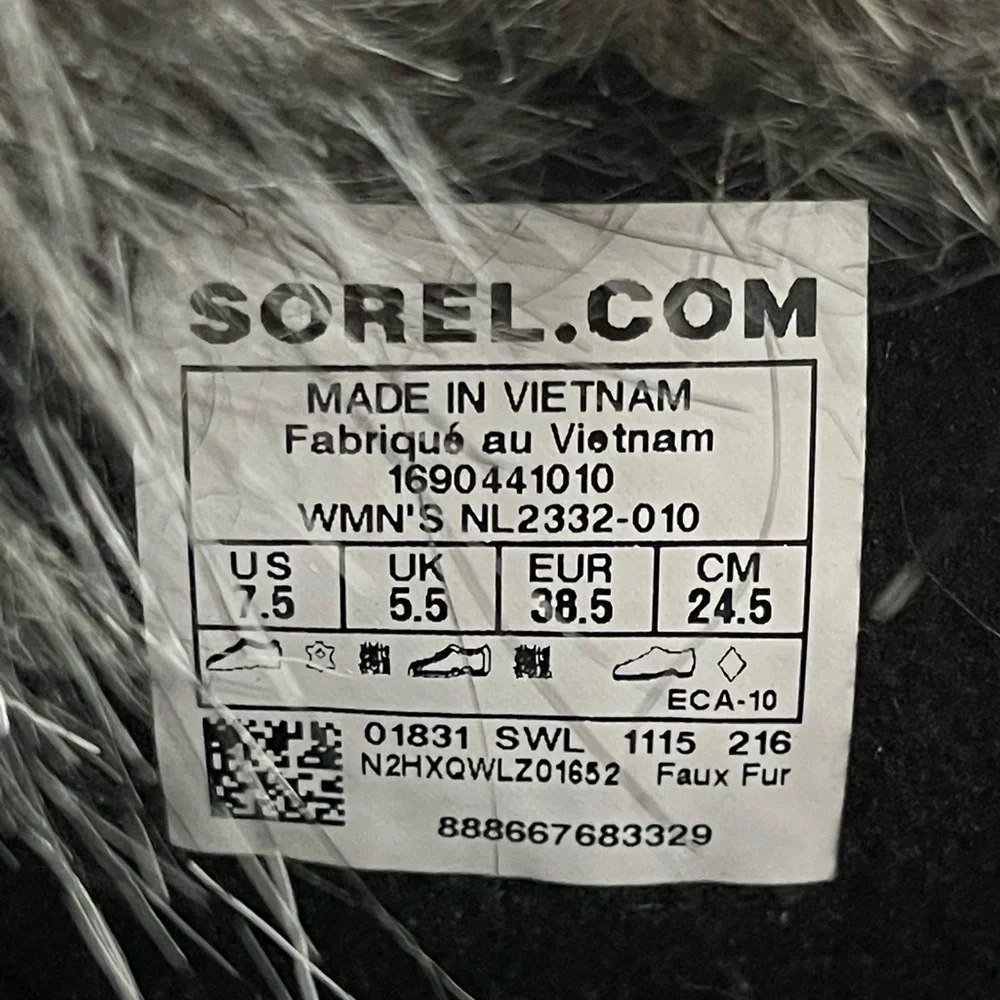 SOREL.COM
MADE IN VIETNAM
Fabriqué au Vietnam
1690441010
WMN'S NL2332-010
US UK EUR CM
7.5 5.5 38.5 24.5
ECA-10
01831 SWL 1115 216
N2HXQWLZ01652 Faux Fur
888667683329